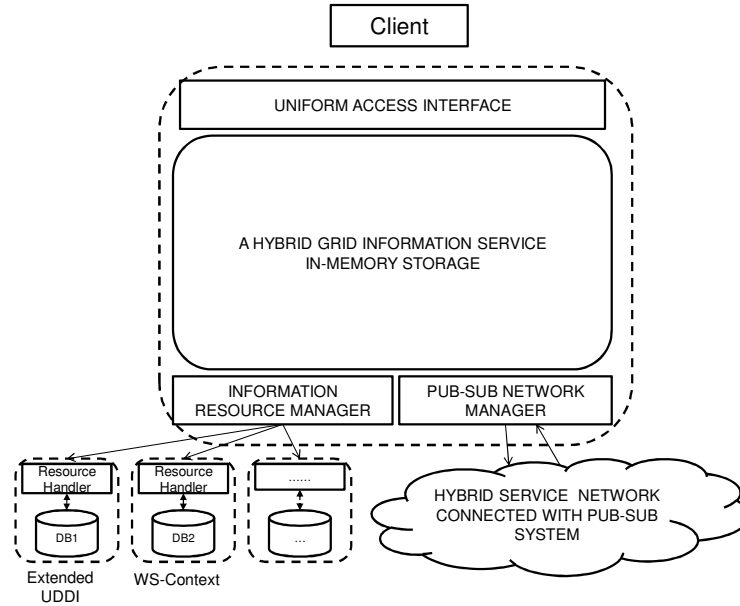 Client
UNIFORM ACCESS INTERFACE
A HYBRID GRID INFORMATION SERVICE
IN-MEMORY STORAGE
INFORMATION
RESOURCE MANAGER
PUB-SUB NETWORK
MANAGER
Resource
Handler
DB1
Extended
UDDI
Resource
Handler
DB2
WS-Context
......
...
HYBRID SERVICE NETWORK
CONNECTED WITH PUB-SUB
SYSTEM